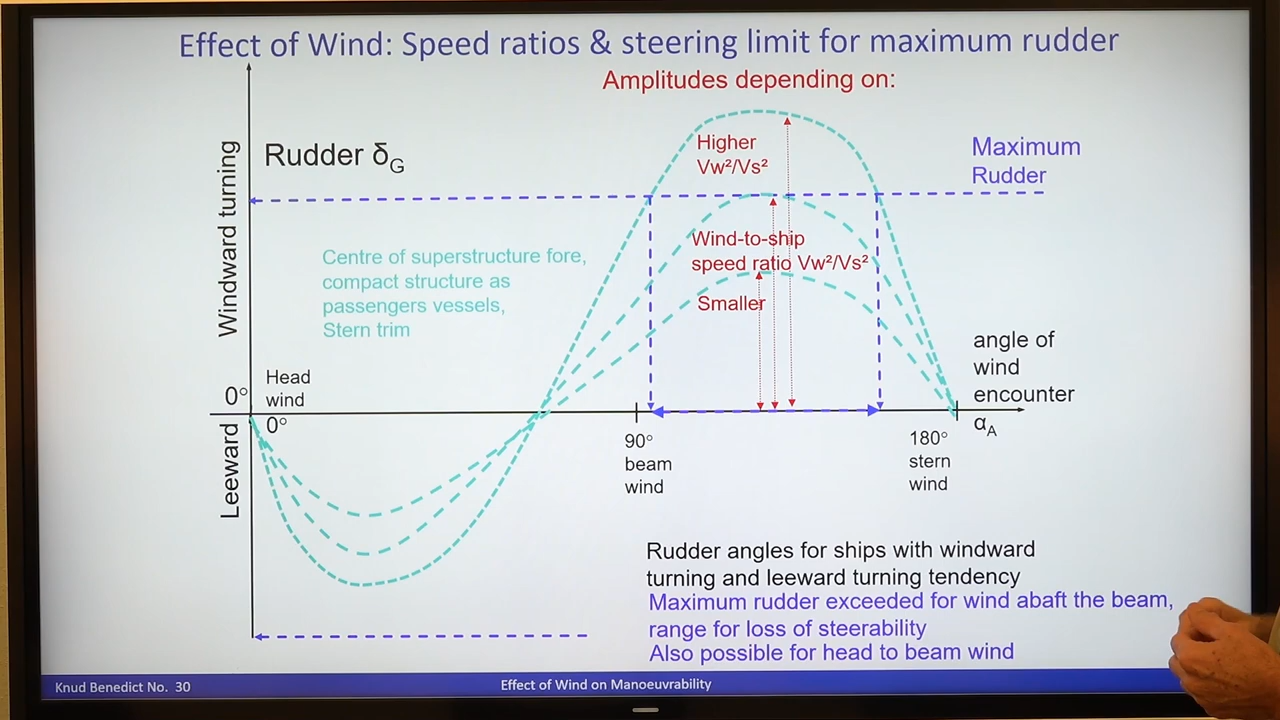 Effect of Wind: Speed ratios & steering limit for maximum rudder
Amplitudes depending on:
Windward turning
Rudder δG
Higher
Vw²/Vs²
Maximum
Rudder
Centre of superstructure fore,
compact structure as
passengers vessels,
Stern trim
Wind-to-ship
speed ratio Vw²/Vs²
Smaller
angle of
wind
encounter
αA
0°
Head
wind
0°
Leeward
90°
beam
wind
180°
stern
wind
Rudder angles for ships with windward
turning and leeward turning tendency
Maximum rudder exceeded for wind abaft the beam,
range for loss of steerability
Also possible for head to beam wind
Knud Benedict No. 30
Effect of Wind on Manoeuvrability